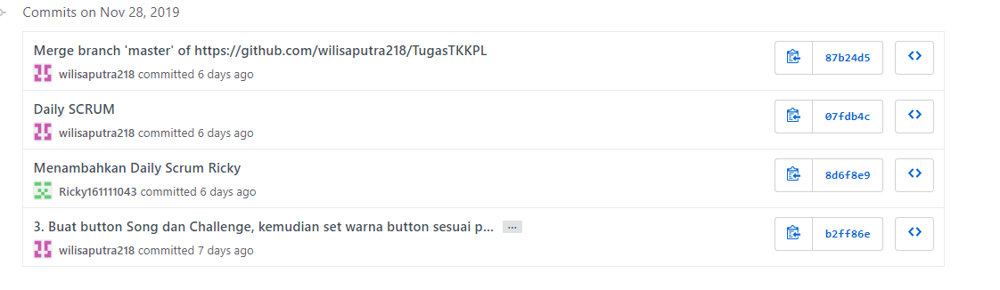 Commits on Nov 28, 2019
Merge branch 'master' of https://github.com/wilisaputra218/TugasTKKPL
wilisaputra218 committed 6 days ago
87b24d5
Daily SCRUM
wilisaputra218 committed 6 days ago
07fdb4c
Menambahkan Daily Scrum Ricky
Ricky161111043 committed 6 days ago
8d6f8e9
3. Buat button Song dan Challenge, kemudian set warna button sesuai p... ...
wilisaputra218 committed 7 days ago
b2ff86e